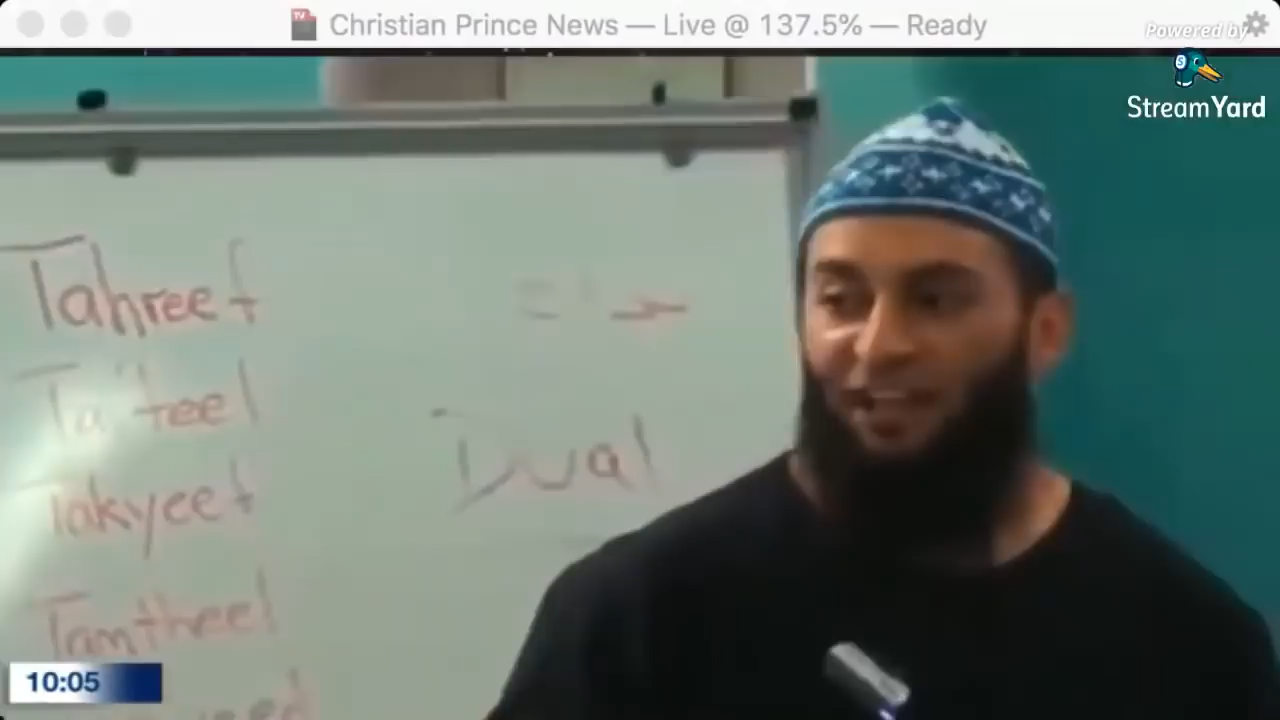 Christian Prince News — Live @ 137.5% — Ready
Powered by
StreamYard
Tahreef
Ta'teel
Dual
Takyeef
Tamtheel
10:05